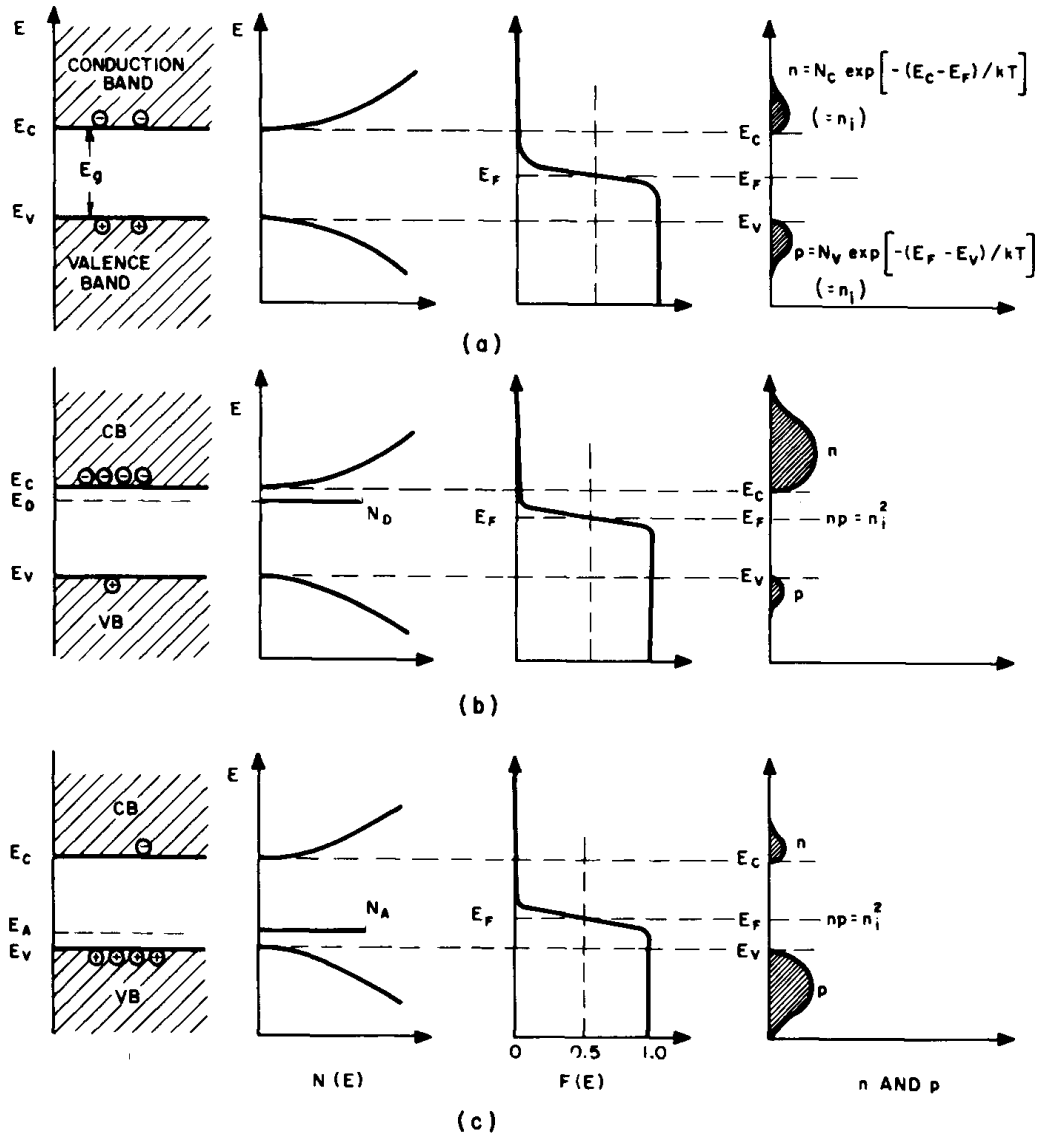 E
CONDUCTION
BAND
⊖ ⊖
E_C
E_g
E_V
⊕ ⊕
VALENCE
BAND
E
E_F
E_C
E_F
E_V
n = N_C exp[-(E_C-E_F)/kT]
(=n_i)
p = N_V exp[-(E_F-E_V)/kT]
(=n_i)
(a)
CB
⊖⊖⊖⊖
E_C
E_D
E_V
⊕
VB
E
N_D
E_F
E_C
E_F
E_V
n
np = n_i^2
p
(b)
CB
⊖
E_C
E_A
E_V
⊕⊕⊕⊕
VB
E
N_A
E_F
E_C
E_F
E_V
n
np = n_i^2
p
0 0.5 1.0
N(E)
F(E)
n AND p
(c)